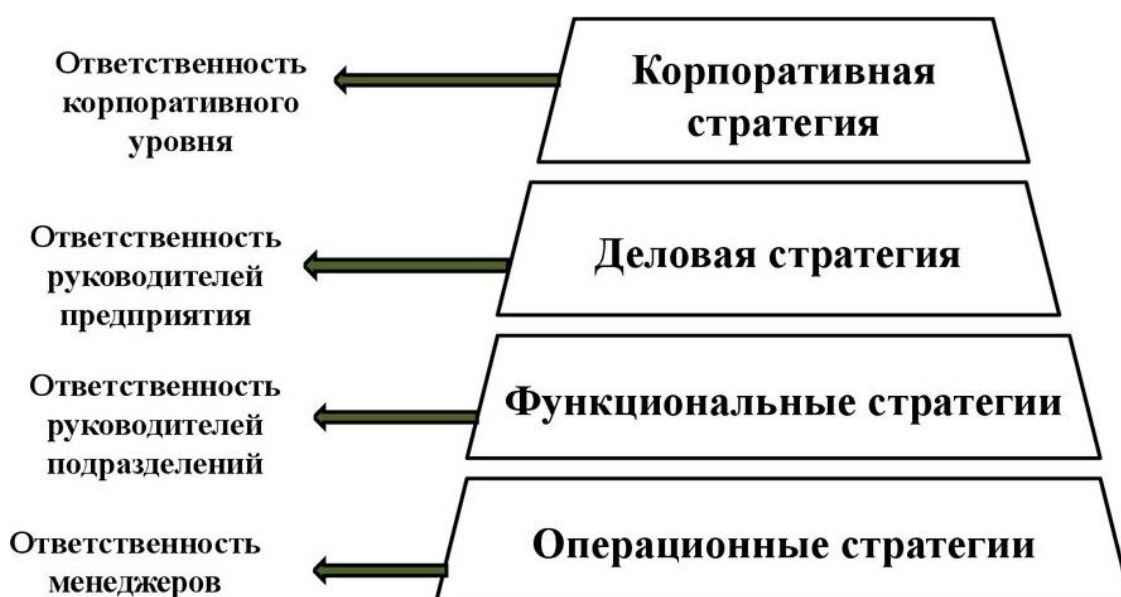 Ответственность
корпоративного
уровня
Корпоративная
стратегия
Ответственность
руководителей
предприятия
Деловая стратегия
Ответственность
руководителей
подразделений
Функциональные стратегии
Ответственность
менеджеров
Операционные стратегии